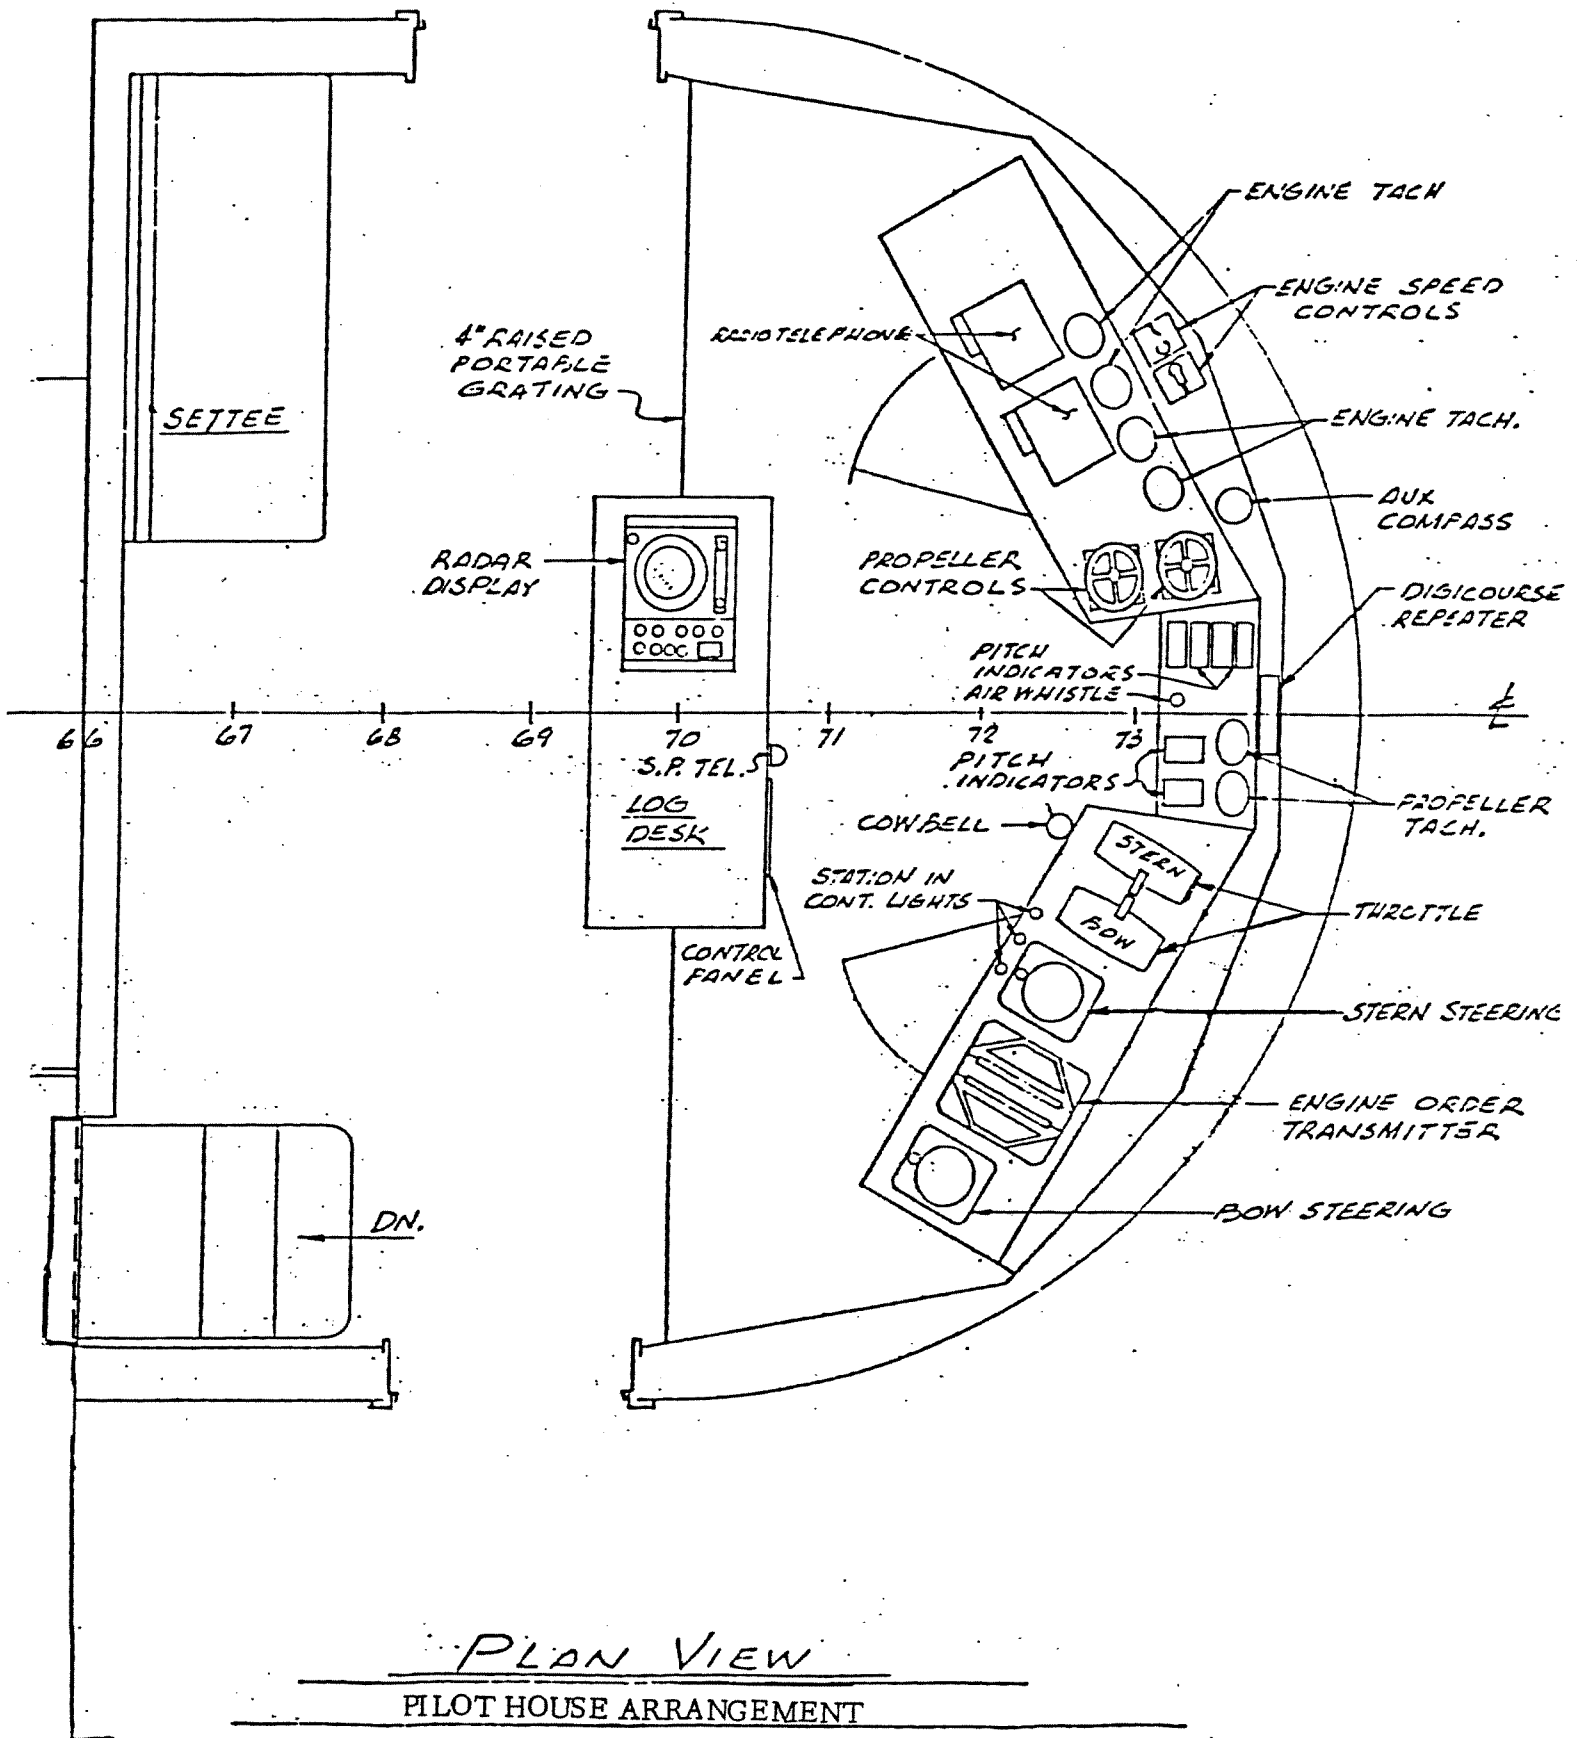 ENGINE TACH
ENGINE SPEED
CONTROLS
4" RAISED
PORTABLE
GRATING
RADIOTELEPHONE
SETTEE
ENGINE TACH.
AUX
COMPASS
RADAR
DISPLAY
PROPELLER
CONTROLS
DIGICOURSE
REPEATER
PITCH
INDICATORS
AIR WHISTLE
66 67 68 69 70 71 72 73
S.P. TEL.
PITCH
INDICATORS
LOG
DESK
COWBELL
PROPELLER
TACH.
STERN
STATION IN
CONT. LIGHTS
BOW
THROTTLE
CONTROL
PANEL
STERN STEERING
ENGINE ORDER
TRANSMITTER
DN.
BOW STEERING
PLAN VIEW
PILOT HOUSE ARRANGEMENT